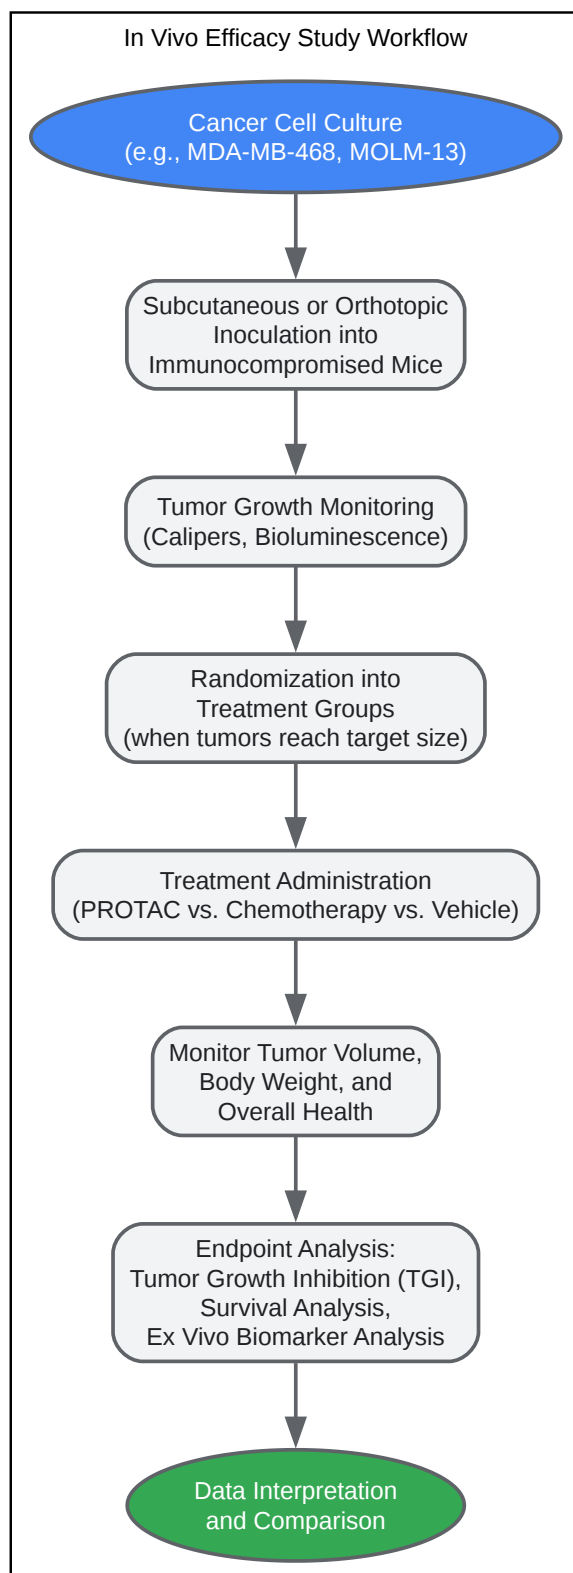 In Vivo Efficacy Study Workflow
Cancer Cell Culture
(e.g., MDA-MB-468, MOLM-13)
Subcutaneous or Orthotopic
Inoculation into
Immunocompromised Mice
Tumor Growth Monitoring
(Calipers, Bioluminescence)
Randomization into
Treatment Groups
(when tumors reach target size)
Treatment Administration
(PROTAC vs. Chemotherapy vs. Vehicle)
Monitor Tumor Volume,
Body Weight, and
Overall Health
Endpoint Analysis:
Tumor Growth Inhibition (TGI),
Survival Analysis,
Ex Vivo Biomarker Analysis
Data Interpretation
and Comparison